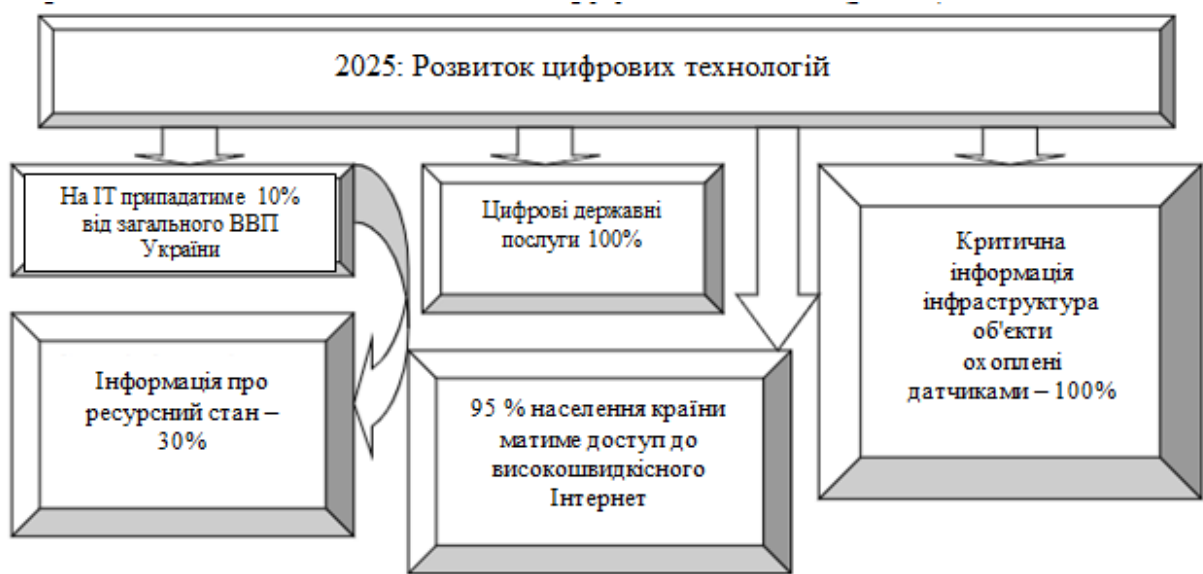 2025: Розвиток цифрових технологій
На ІТ припадатиме 10%
від загального ВВП
України
Цифрові державні
послуги 100%
Критична
інформація
інфраструктура
об'єкти
охоплені
датчиками – 100%
Інформація про
ресурсний стан –
30%
95 % населення країни
матиме доступ до
високошвидкісного
Інтернет